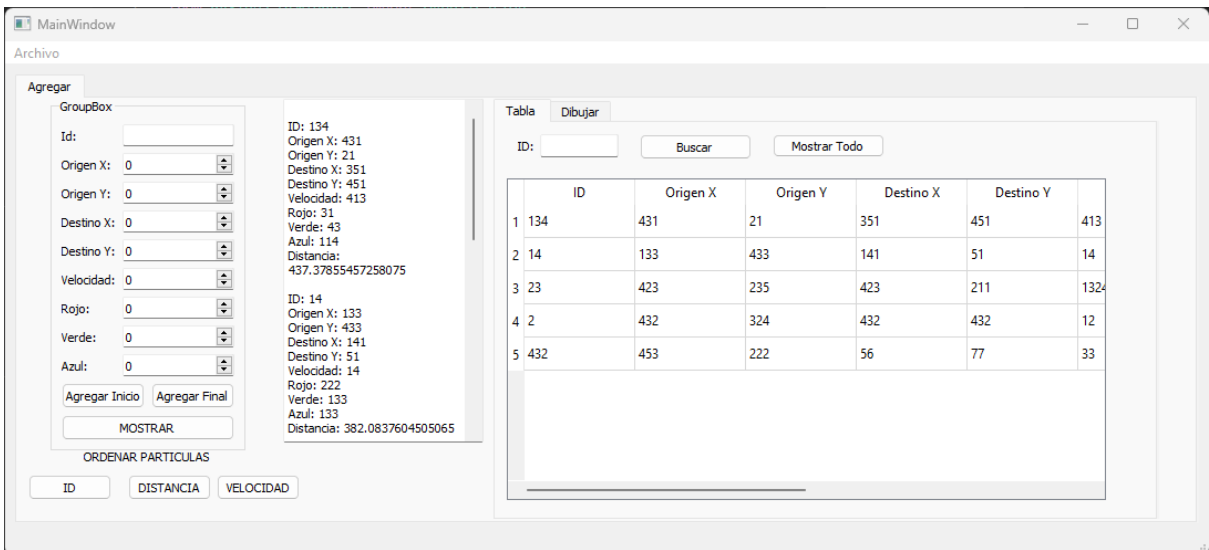 MainWindow
Archivo
Agregar
GroupBox
Id:
Origen X: 0
Origen Y: 0
Destino X: 0
Destino Y: 0
Velocidad: 0
Rojo: 0
Verde: 0
Azul: 0
Agregar Inicio Agregar Final
MOSTRAR
ORDENAR PARTICULAS
ID DISTANCIA VELOCIDAD
ID: 134
Origen X: 431
Origen Y: 21
Destino X: 351
Destino Y: 451
Velocidad: 413
Rojo: 31
Verde: 43
Azul: 114
Distancia:
437.37855457258075
ID: 14
Origen X: 133
Origen Y: 433
Destino X: 141
Destino Y: 51
Velocidad: 14
Rojo: 222
Verde: 133
Azul: 133
Distancia: 382.0837604505065
Tabla Dibujar
ID: Buscar Mostrar Todo
ID Origen X Origen Y Destino X Destino Y
1 134 431 21 351 451 413
2 14 133 433 141 51 14
3 23 423 235 423 211 1324
4 2 432 324 432 432 12
5 432 453 222 56 77 33